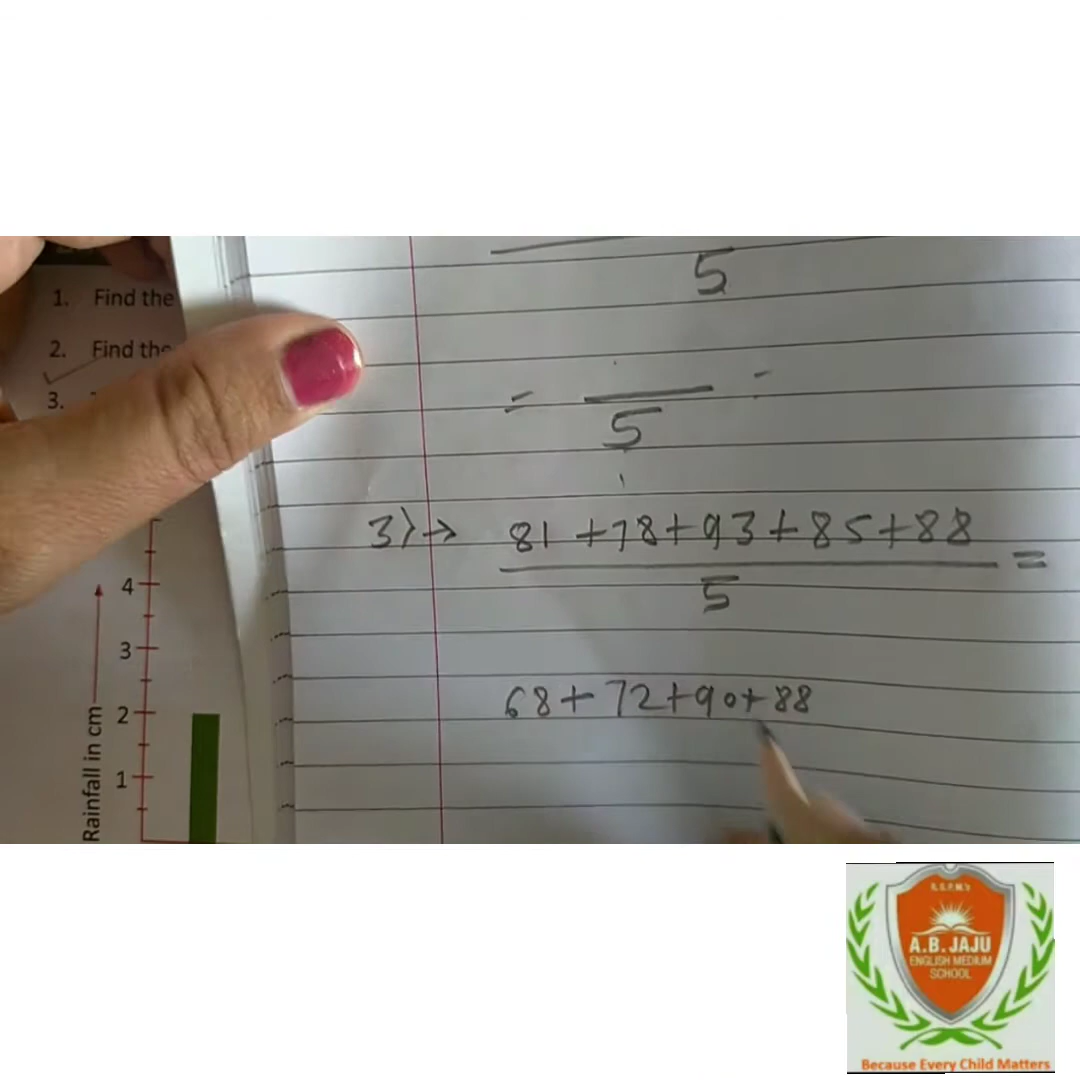 5
1. Find the
2. Find the
3.
= 5 =
3) → 81 + 78 + 93 + 85 + 88 =
5
68 + 72 + 90 + 88
Rainfall in cm
4
3
2
1
R.S.P.M.'s
A.B. JAJU
ENGLISH MEDIUM
SCHOOL
Because Every Child Matters